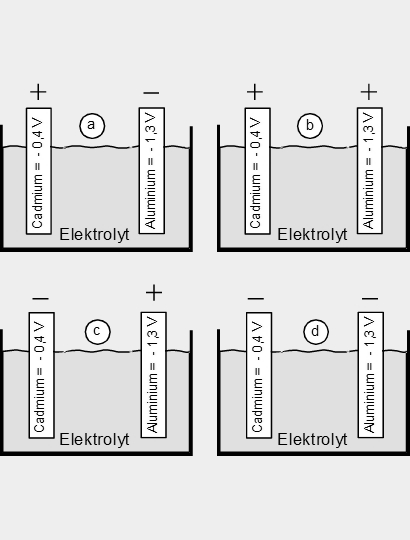 + − + +
a b
Cadmium = - 0,4 V
Aluminium = - 1,3 V
Cadmium = - 0,4 V
Aluminium = - 1,3 V
Elektrolyt Elektrolyt
− + − −
c d
Cadmium = - 0,4 V
Aluminium = - 1,3 V
Cadmium = - 0,4 V
Aluminium = - 1,3 V
Elektrolyt Elektrolyt